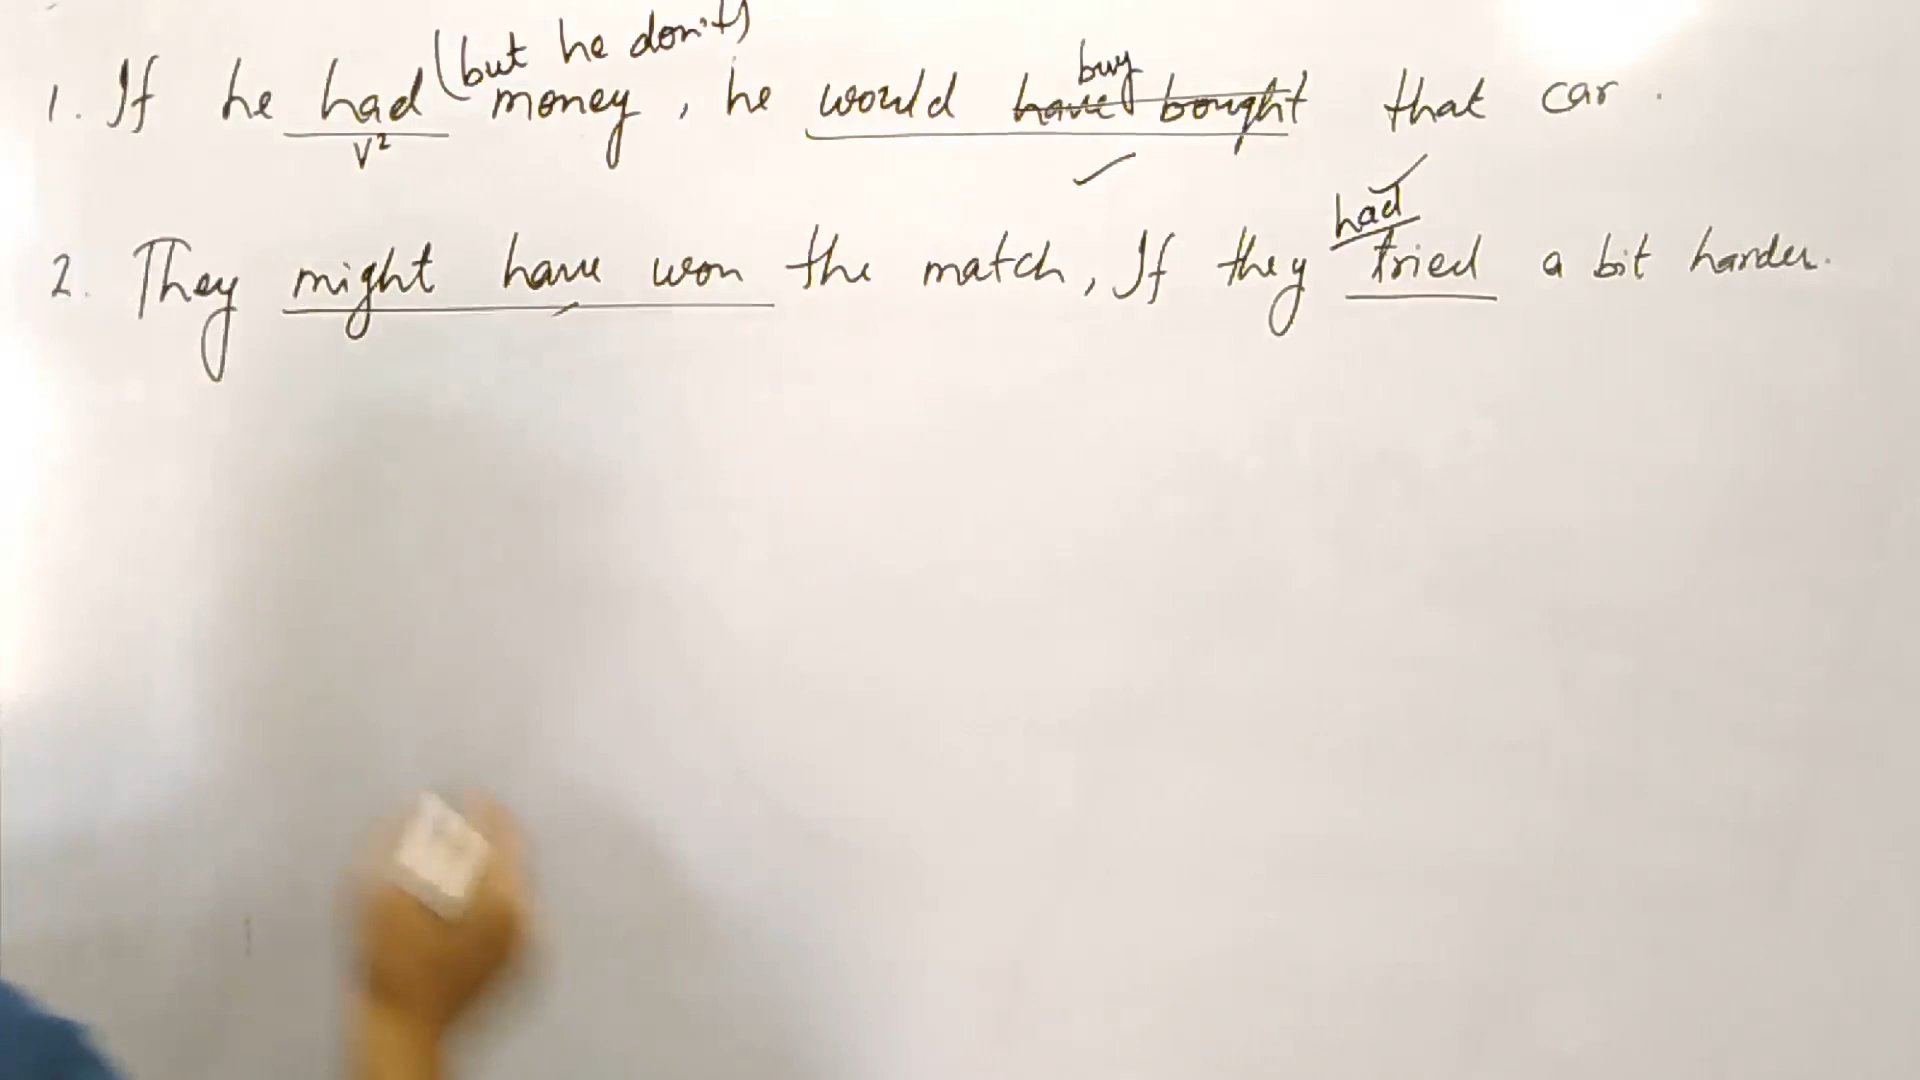 (but he don't)
buy
1. If he had money, he would have bought that car.
V²
had
2. They might have won the match, If they tried a bit harder.